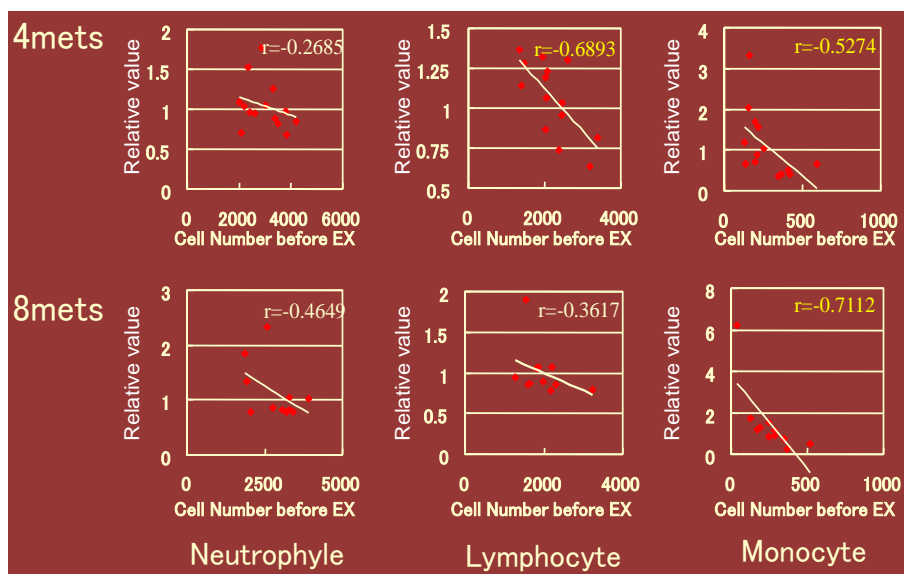 4mets
Relative value
2
1.5
1
0.5
0
r=-0.2685
0 2000 4000 6000
Cell Number before EX
Relative value
1.5
1.25
1
0.75
0.5
r=-0.6893
0 2000 4000
Cell Number before EX
Relative value
4
3
2
1
0
r=-0.5274
0 500 1000
Cell Number before EX
8mets
Relative value
3
2
1
0
r=-0.4649
0 2500 5000
Cell Number before EX
Relative value
2
1.5
1
0.5
0
r=-0.3617
0 2000 4000
Cell Number before EX
Relative value
8
6
4
2
0
r=-0.7112
0 500 1000
Cell Number before EX
Neutrophyle
Lymphocyte
Monocyte